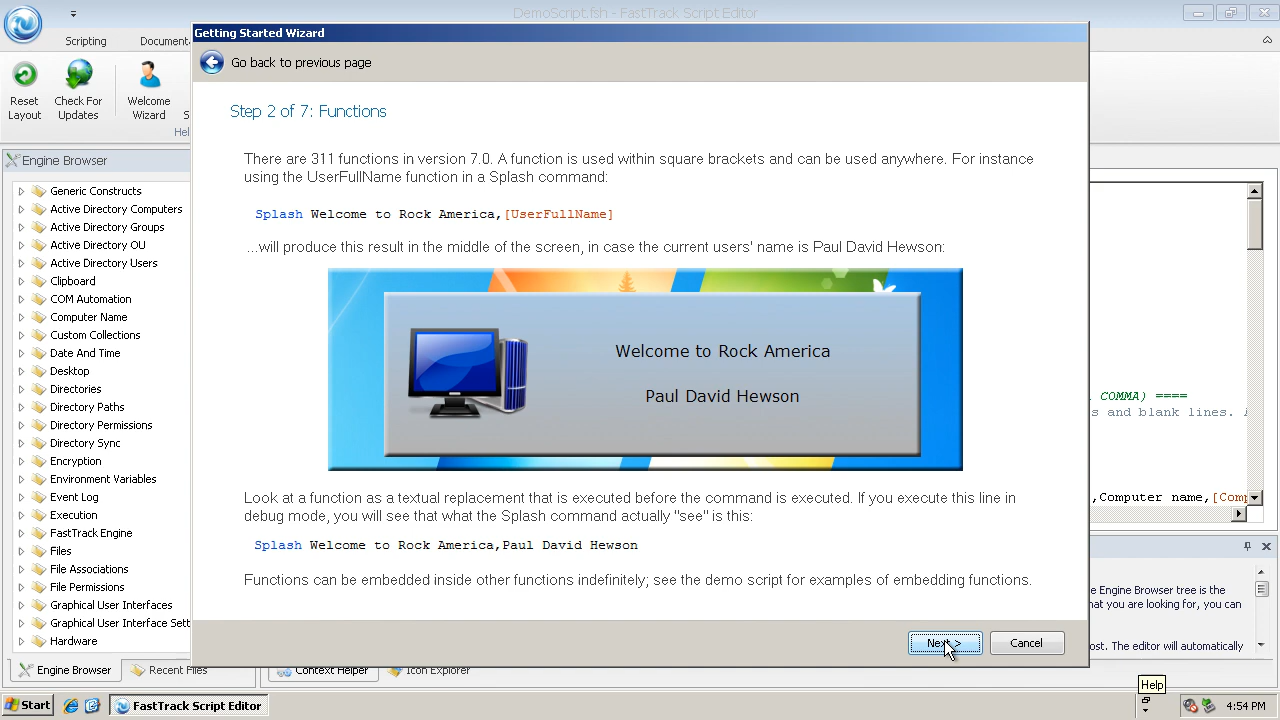 DemoScript.fsh - FastTrack Script Editor
Getting Started Wizard
Go back to previous page
Scripting
Document
Reset Layout
Check For Updates
Welcome Wizard
Hel
Engine Browser
Generic Constructs
Active Directory Computers
Active Directory Groups
Active Directory OU
Active Directory Users
Clipboard
COM Automation
Computer Name
Custom Collections
Date And Time
Desktop
Directories
Directory Paths
Directory Permissions
Directory Sync
Encryption
Environment Variables
Event Log
Execution
FastTrack Engine
Files
File Associations
File Permissions
Graphical User Interfaces
Graphical User Interface Sett
Hardware
Step 2 of 7: Functions
There are 311 functions in version 7.0. A function is used within square brackets and can be used anywhere. For instance
using the UserFullName function in a Splash command:
Splash Welcome to Rock America,[UserFullName]
...will produce this result in the middle of the screen, in case the current users' name is Paul David Hewson:
Welcome to Rock America
Paul David Hewson
Look at a function as a textual replacement that is executed before the command is executed. If you execute this line in
debug mode, you will see that what the Splash command actually "see" is this:
Splash Welcome to Rock America,Paul David Hewson
Functions can be embedded inside other functions indefinitely; see the demo script for examples of embedding functions.
Next >
Cancel
COMMA) ====
s and blank lines.
,Computer name,[Comp
e Engine Browser tree is the
hat you are looking for, you can
ost. The editor will automatically
Engine Browser
Recent Files
Context Helper
Icon Explorer
Help
Start
FastTrack Script Editor
4:54 PM